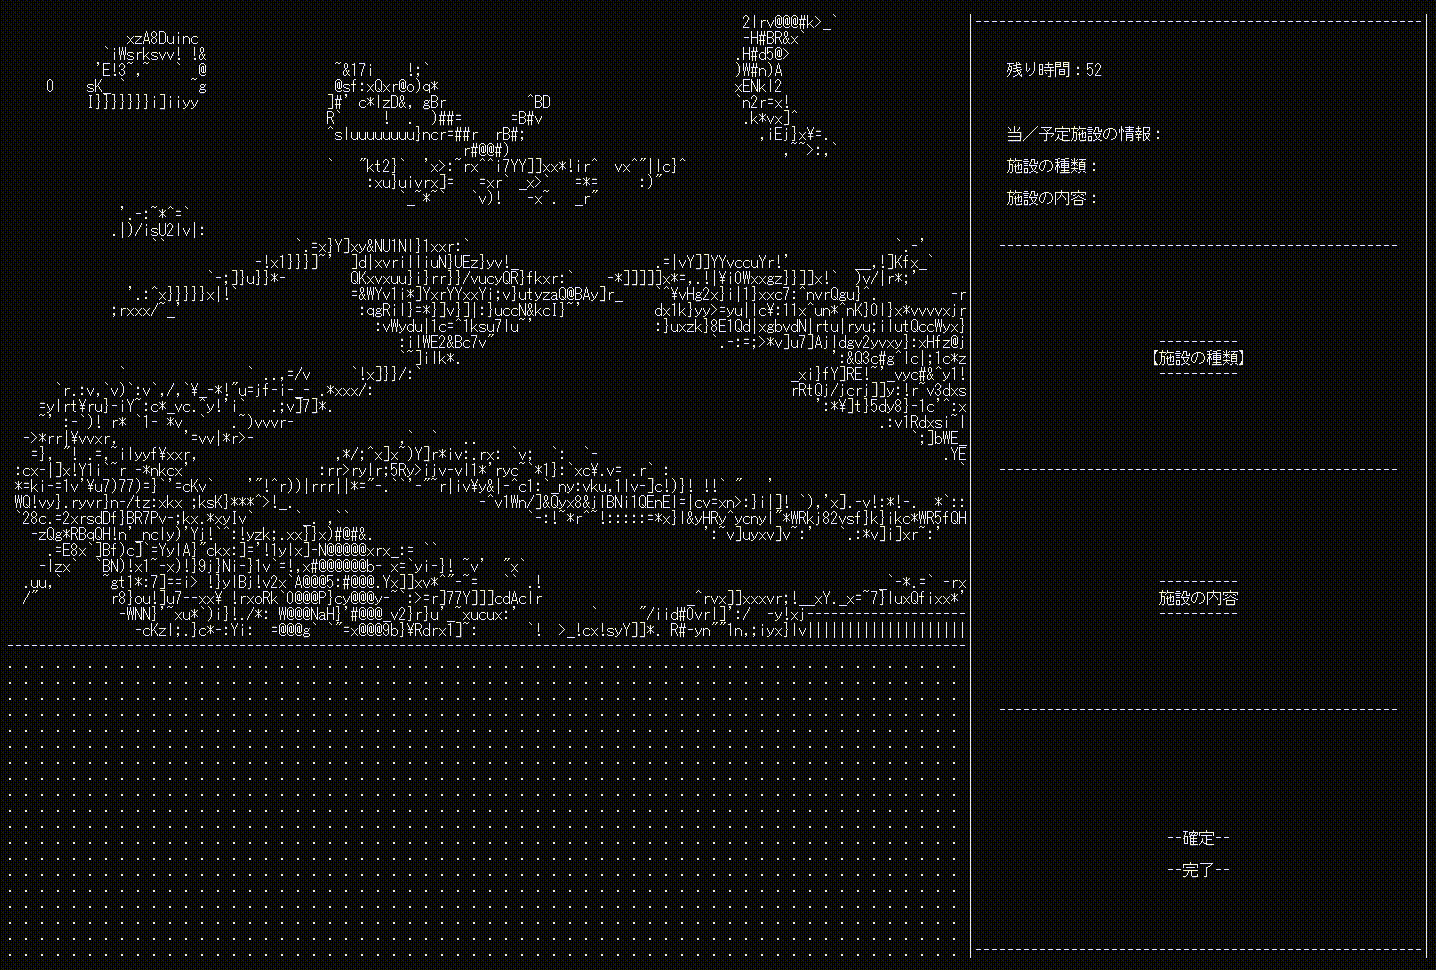 残り時間：52
当／予定施設の情報：
施設の種類：
施設の内容：
【施設の種類】
施設の内容
--確定--
--完了--